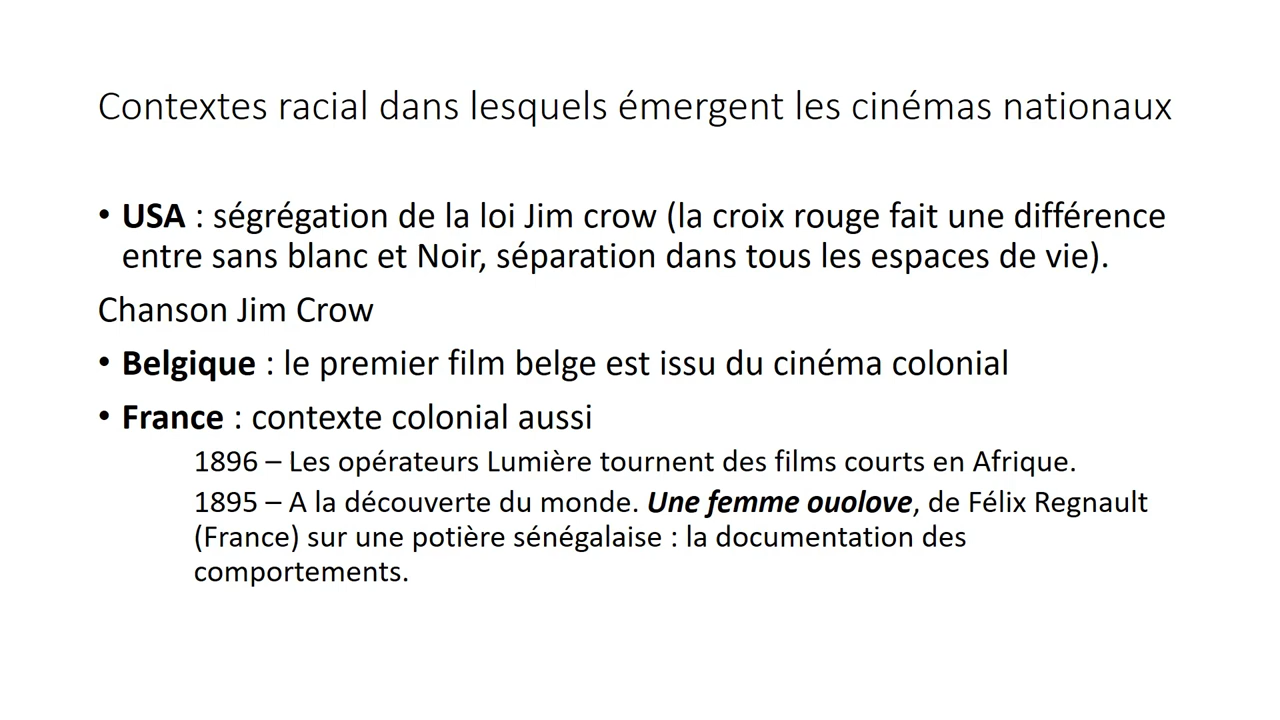 Contextes racial dans lesquels émergent les cinémas nationaux
• USA : ségrégation de la loi Jim crow (la croix rouge fait une différence
entre sans blanc et Noir, séparation dans tous les espaces de vie).
Chanson Jim Crow
• Belgique : le premier film belge est issu du cinéma colonial
• France : contexte colonial aussi
1896 – Les opérateurs Lumière tournent des films courts en Afrique.
1895 – A la découverte du monde. Une femme ouolove, de Félix Regnault
(France) sur une potière sénégalaise : la documentation des
comportements.